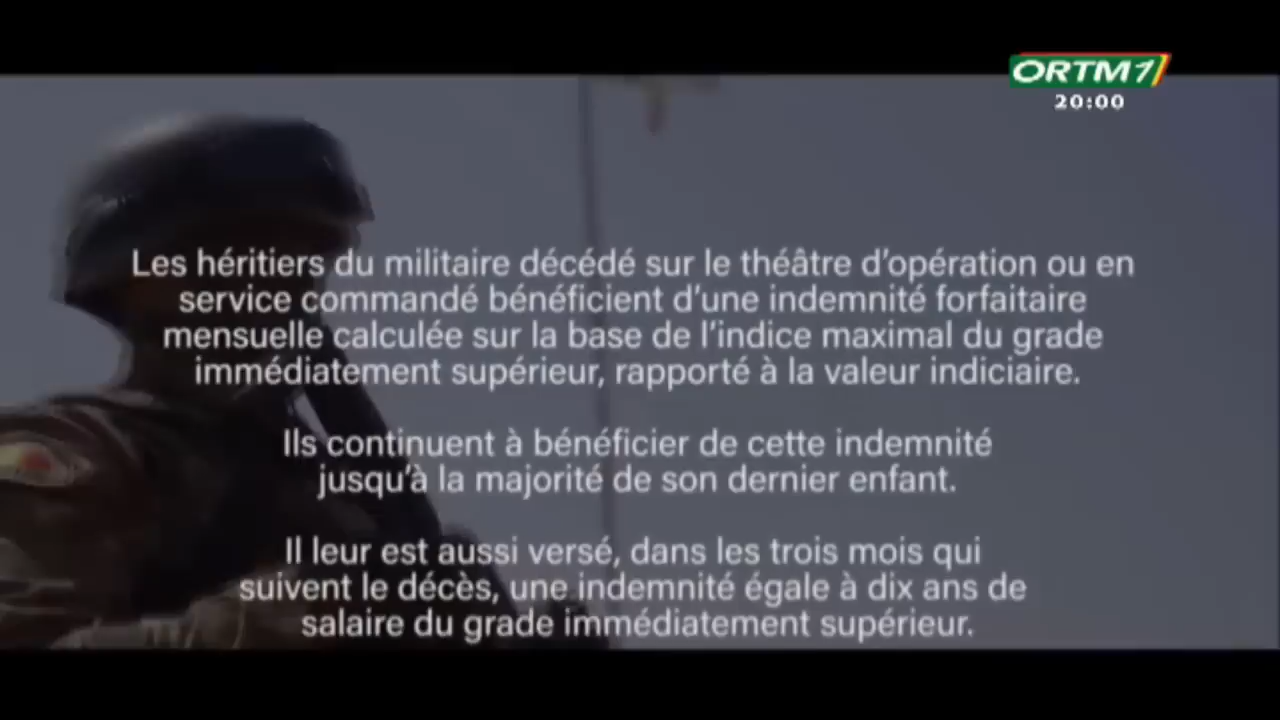 ORTM1
20:00
Les héritiers du militaire décédé sur le théâtre d'opération ou en
service commandé bénéficient d'une indemnité forfaitaire
mensuelle calculée sur la base de l'indice maximal du grade
immédiatement supérieur, rapporté à la valeur indiciaire.
Ils continuent à bénéficier de cette indemnité
jusqu'à la majorité de son dernier enfant.
Il leur est aussi versé, dans les trois mois qui
suivent le décès, une indemnité égale à dix ans de
salaire du grade immédiatement supérieur.